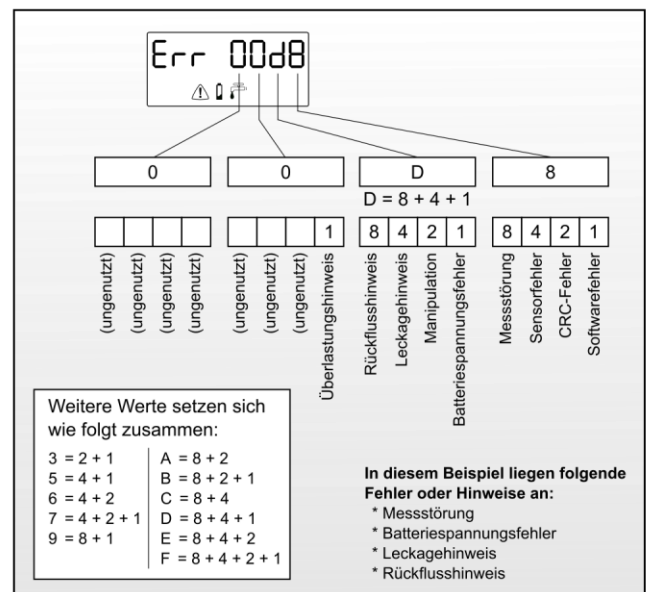 Err 00d8
0 0 D 8
D = 8 + 4 + 1
1 8 4 2 1 8 4 2 1
(ungenutzt)
(ungenutzt)
(ungenutzt)
(ungenutzt)
(ungenutzt)
(ungenutzt)
(ungenutzt)
Überlastungshinweis
Rückflusshinweis
Leckagehinweis
Manipulation
Batteriespannungsfehler
Messstörung
Sensorfehler
CRC-Fehler
Softwarefehler
Weitere Werte setzen sich
wie folgt zusammen:
3 = 2 + 1
5 = 4 + 1
6 = 4 + 2
7 = 4 + 2 + 1
9 = 8 + 1
A = 8 + 2
B = 8 + 2 + 1
C = 8 + 4
D = 8 + 4 + 1
E = 8 + 4 + 2
F = 8 + 4 + 2 + 1
In diesem Beispiel liegen folgende
Fehler oder Hinweise an:
* Messstörung
* Batteriespannungsfehler
* Leckagehinweis
* Rückflusshinweis